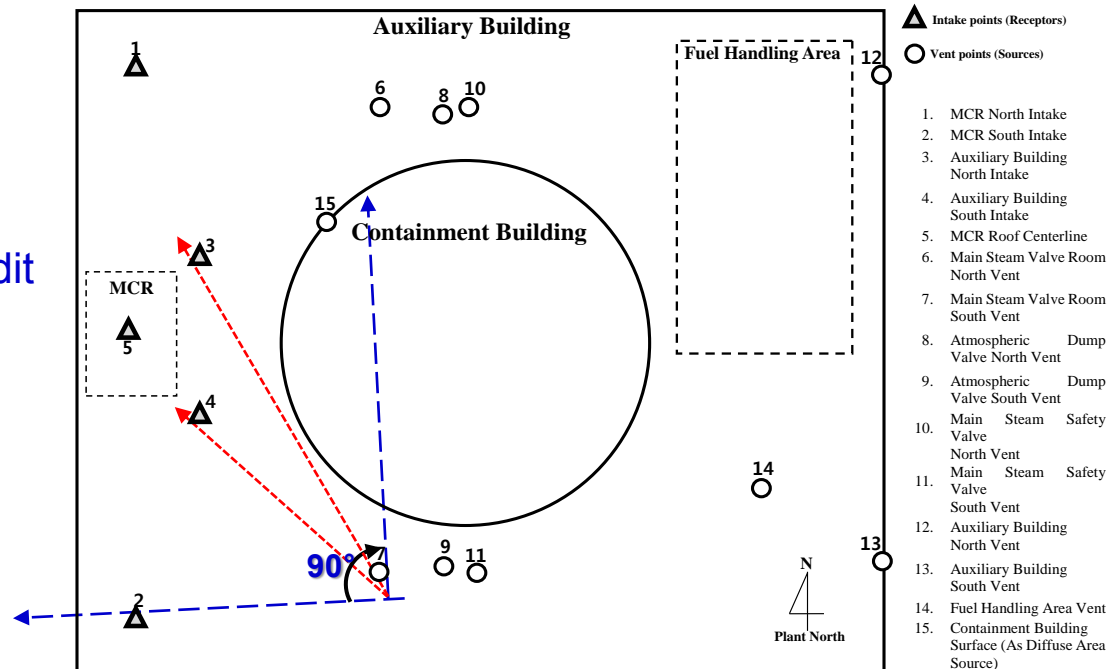 Auxiliary Building
Fuel Handling Area
1
12
6
8
10
15
Containment Building
3
dit
MCR
5
4
14
9
11
7
90°
13
2
N
Plant North
Intake points (Receptors)
Vent points (Sources)
1. MCR North Intake
2. MCR South Intake
3. Auxiliary Building
North Intake
4. Auxiliary Building
South Intake
5. MCR Roof Centerline
6. Main Steam Valve Room
North Vent
7. Main Steam Valve Room
South Vent
8. Atmospheric Dump
Valve North Vent
9. Atmospheric Dump
Valve South Vent
10. Main Steam Safety
Valve
North Vent
11. Main Steam Safety
Valve
South Vent
12. Auxiliary Building
North Vent
13. Auxiliary Building
South Vent
14. Fuel Handling Area Vent
15. Containment Building
Surface (As Diffuse Area
Source)